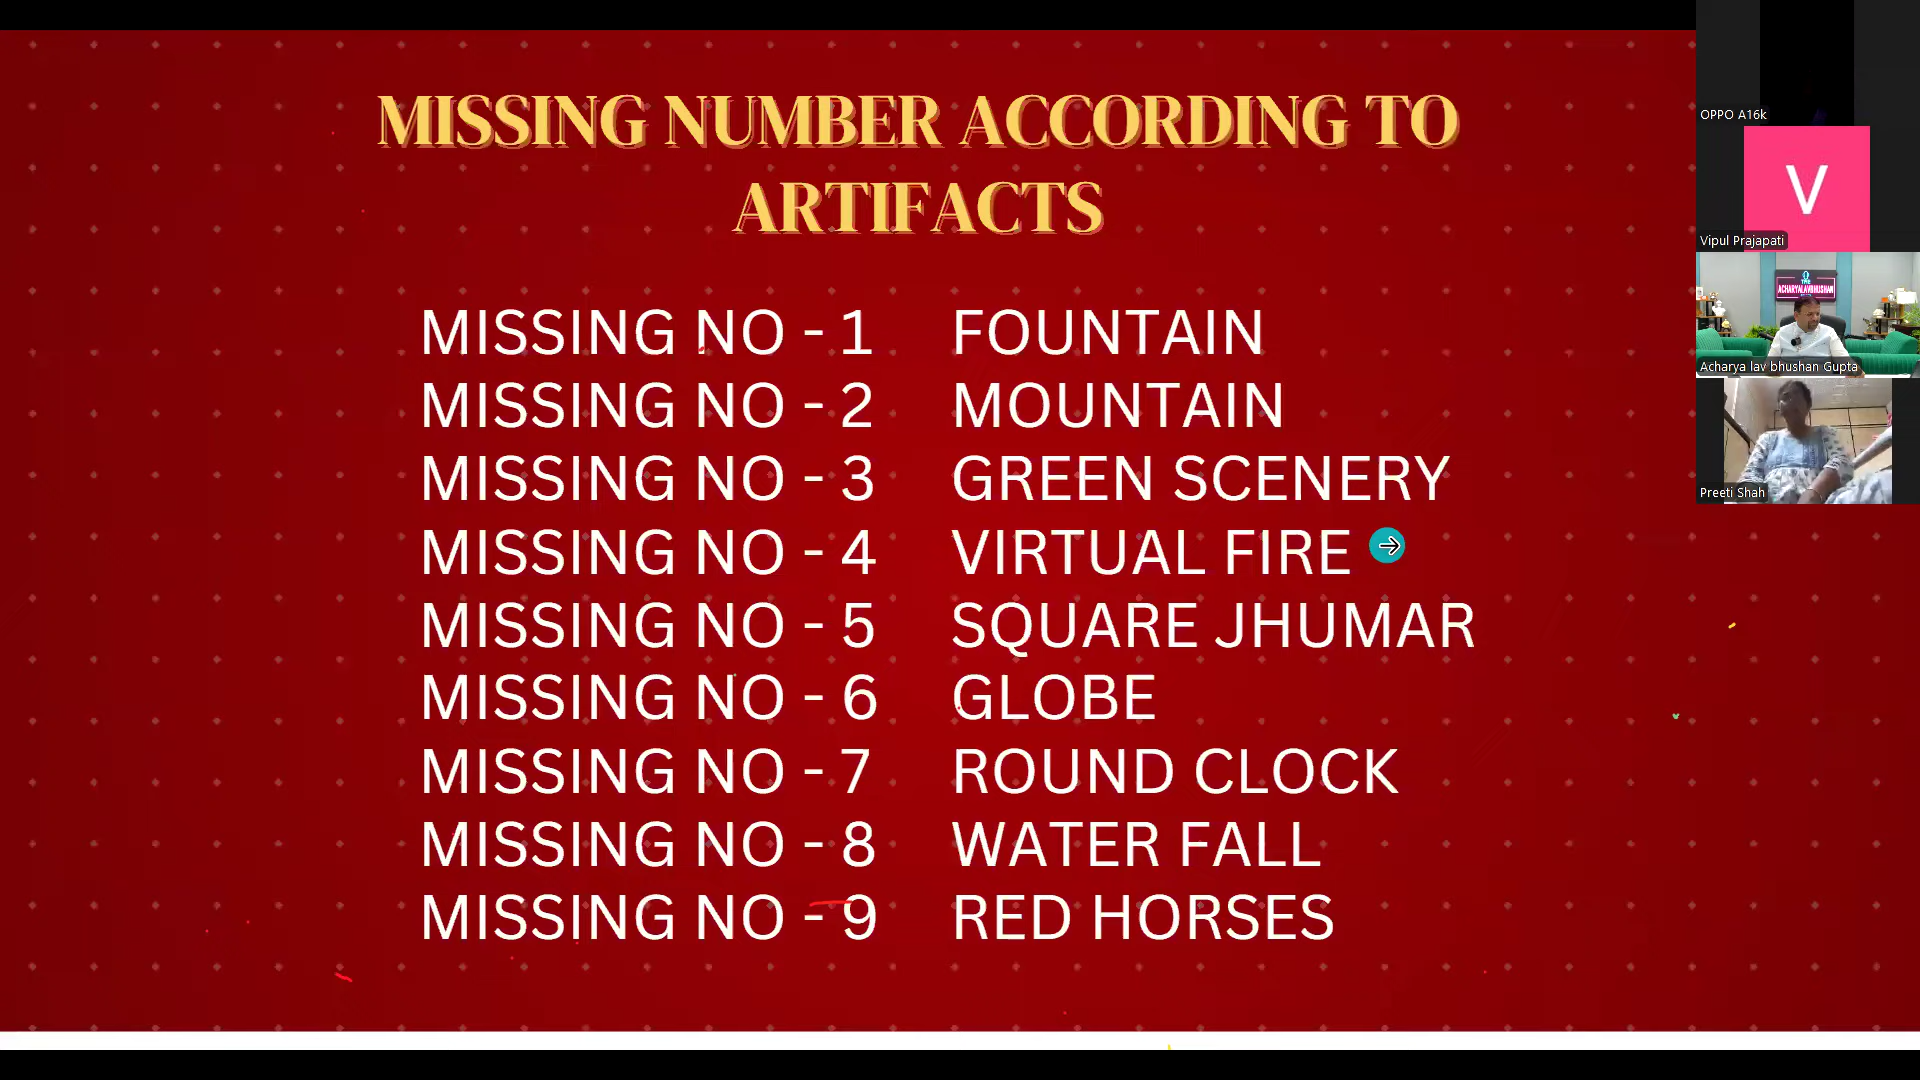 MISSING NUMBER ACCORDING TO
ARTIFACTS
MISSING NO - 1 FOUNTAIN
MISSING NO - 2 MOUNTAIN
MISSING NO - 3 GREEN SCENERY
MISSING NO - 4 VIRTUAL FIRE
MISSING NO - 5 SQUARE JHUMAR
MISSING NO - 6 GLOBE
MISSING NO - 7 ROUND CLOCK
MISSING NO - 8 WATER FALL
MISSING NO - 9 RED HORSES
OPPO A16k
V
Vipul Prajapati
ACHARYALAVBHUSHAN
Acharya lav bhushan Gupta
Preeti Shah